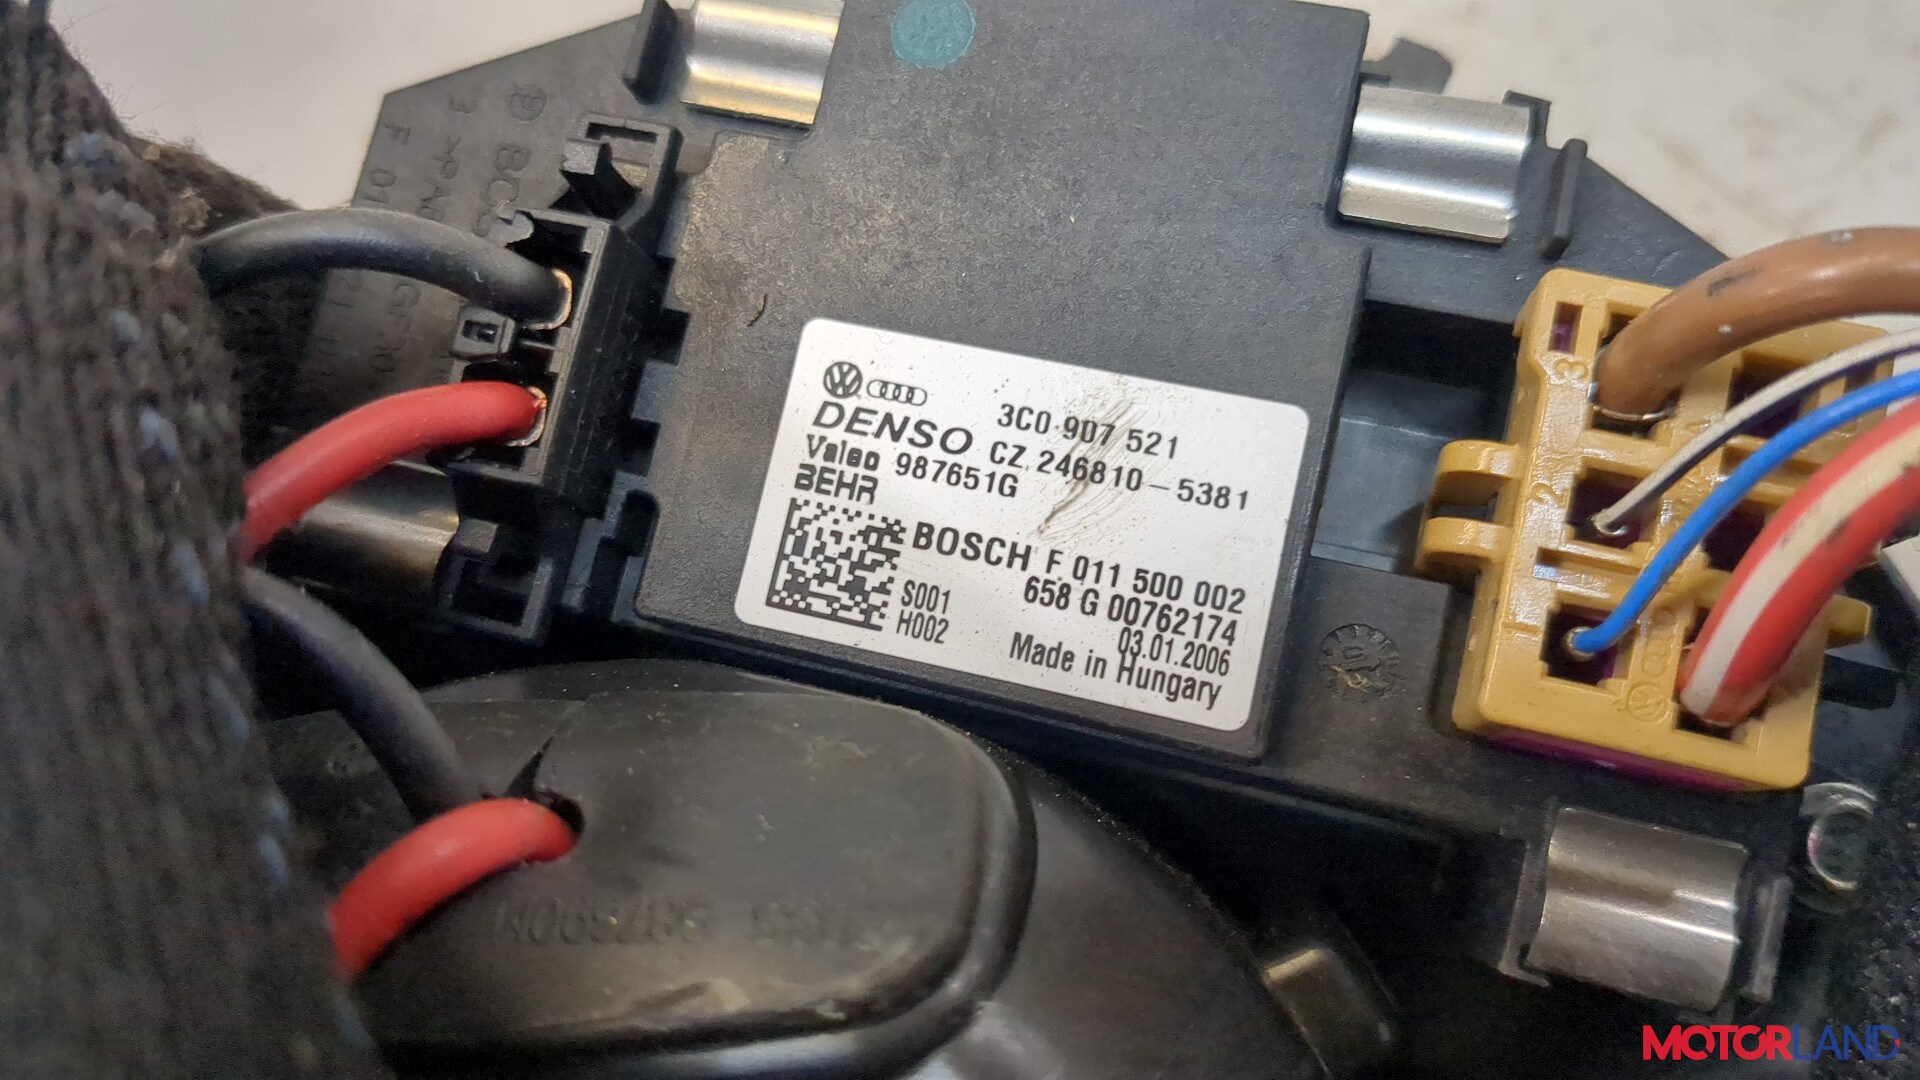 3C0 907 521
DENSO CZ 246810-5381
Valeo 987651G
BEHR
BOSCH F 011 500 002
658 G 00762174
S001
03.01.2006
H002
Made in Hungary
3
2
1
MOTORLAND